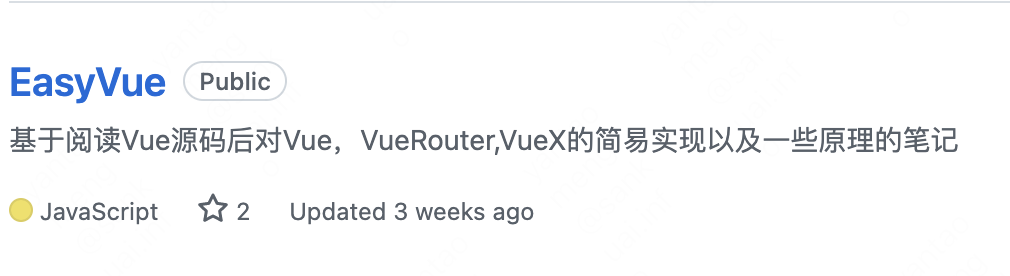 EasyVue Public
基于阅读Vue源码后对Vue，VueRouter,VueX的简易实现以及一些原理的笔记
JavaScript 2 Updated 3 weeks ago